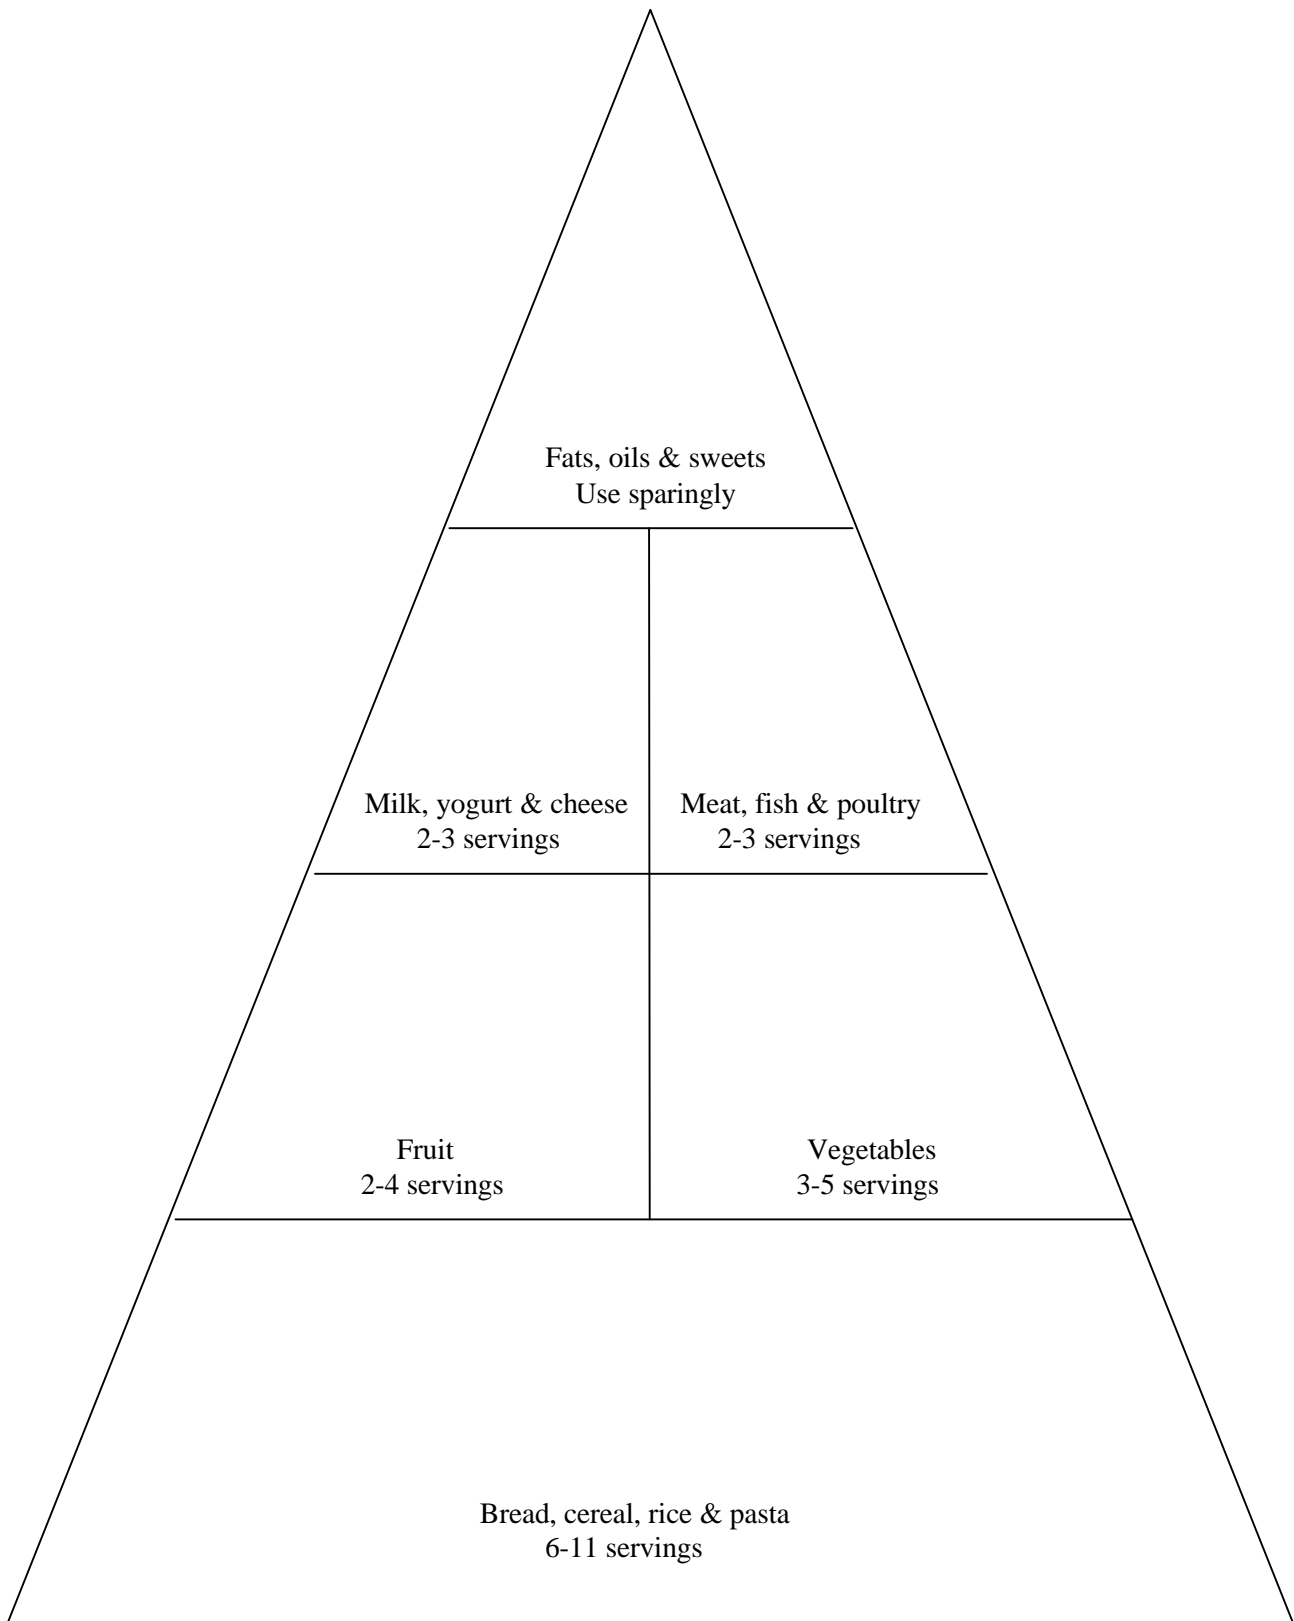 Fats, oils & sweets
Use sparingly
Milk, yogurt & cheese
2-3 servings
Meat, fish & poultry
2-3 servings
Fruit
2-4 servings
Vegetables
3-5 servings
Bread, cereal, rice & pasta
6-11 servings